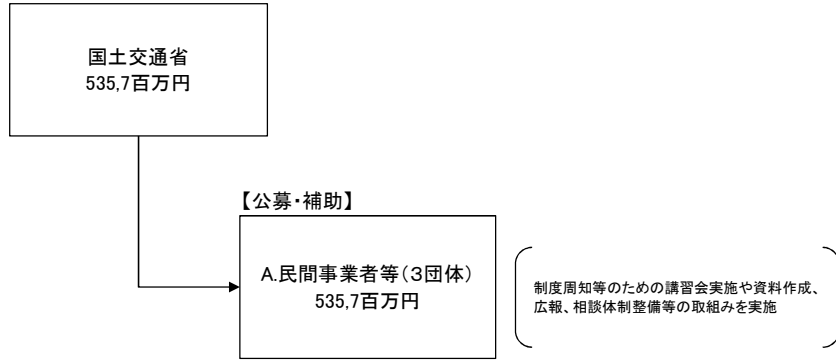 国土交通省
535,7百万円
【公募・補助】
A.民間事業者等(3団体)
535,7百万円
制度周知等のための講習会実施や資料作成、
広報、相談体制整備等の取組みを実施